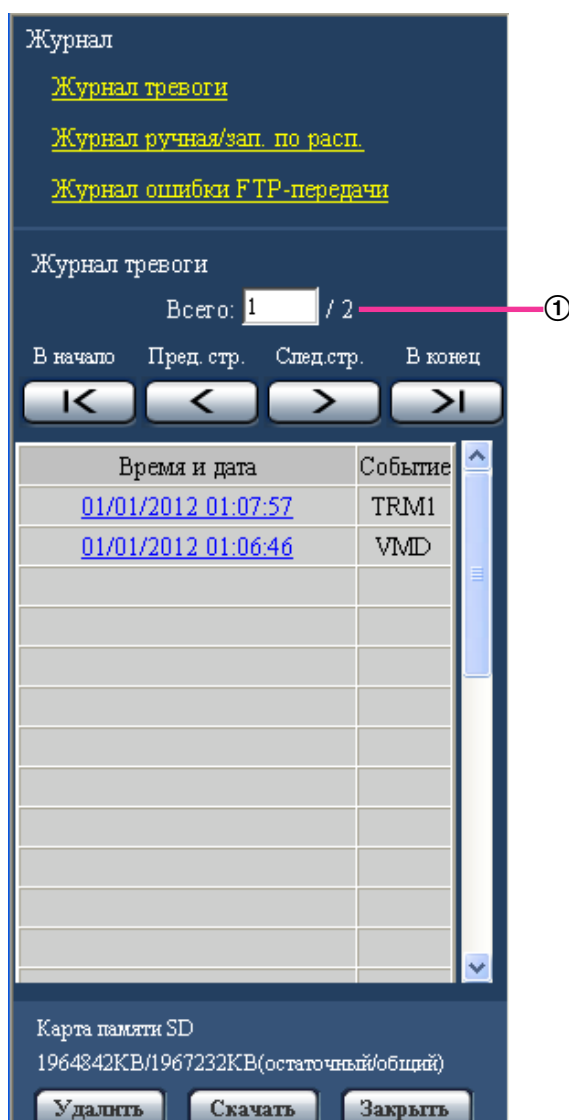 Журнал
Журнал тревоги
Журнал ручная/зап. по расп.
Журнал ошибки FTP-передачи
Журнал тревоги
Всего: 1 / 2
①
В начало Пред. стр. След.стр. В конец
Время и дата Событие
01/01/2012 01:07:57 TRM1
01/01/2012 01:06:46 VMD
Карта памяти SD
1964842KB/1967232KB(остаточный/общий)
Удалить Скачать Закрыть